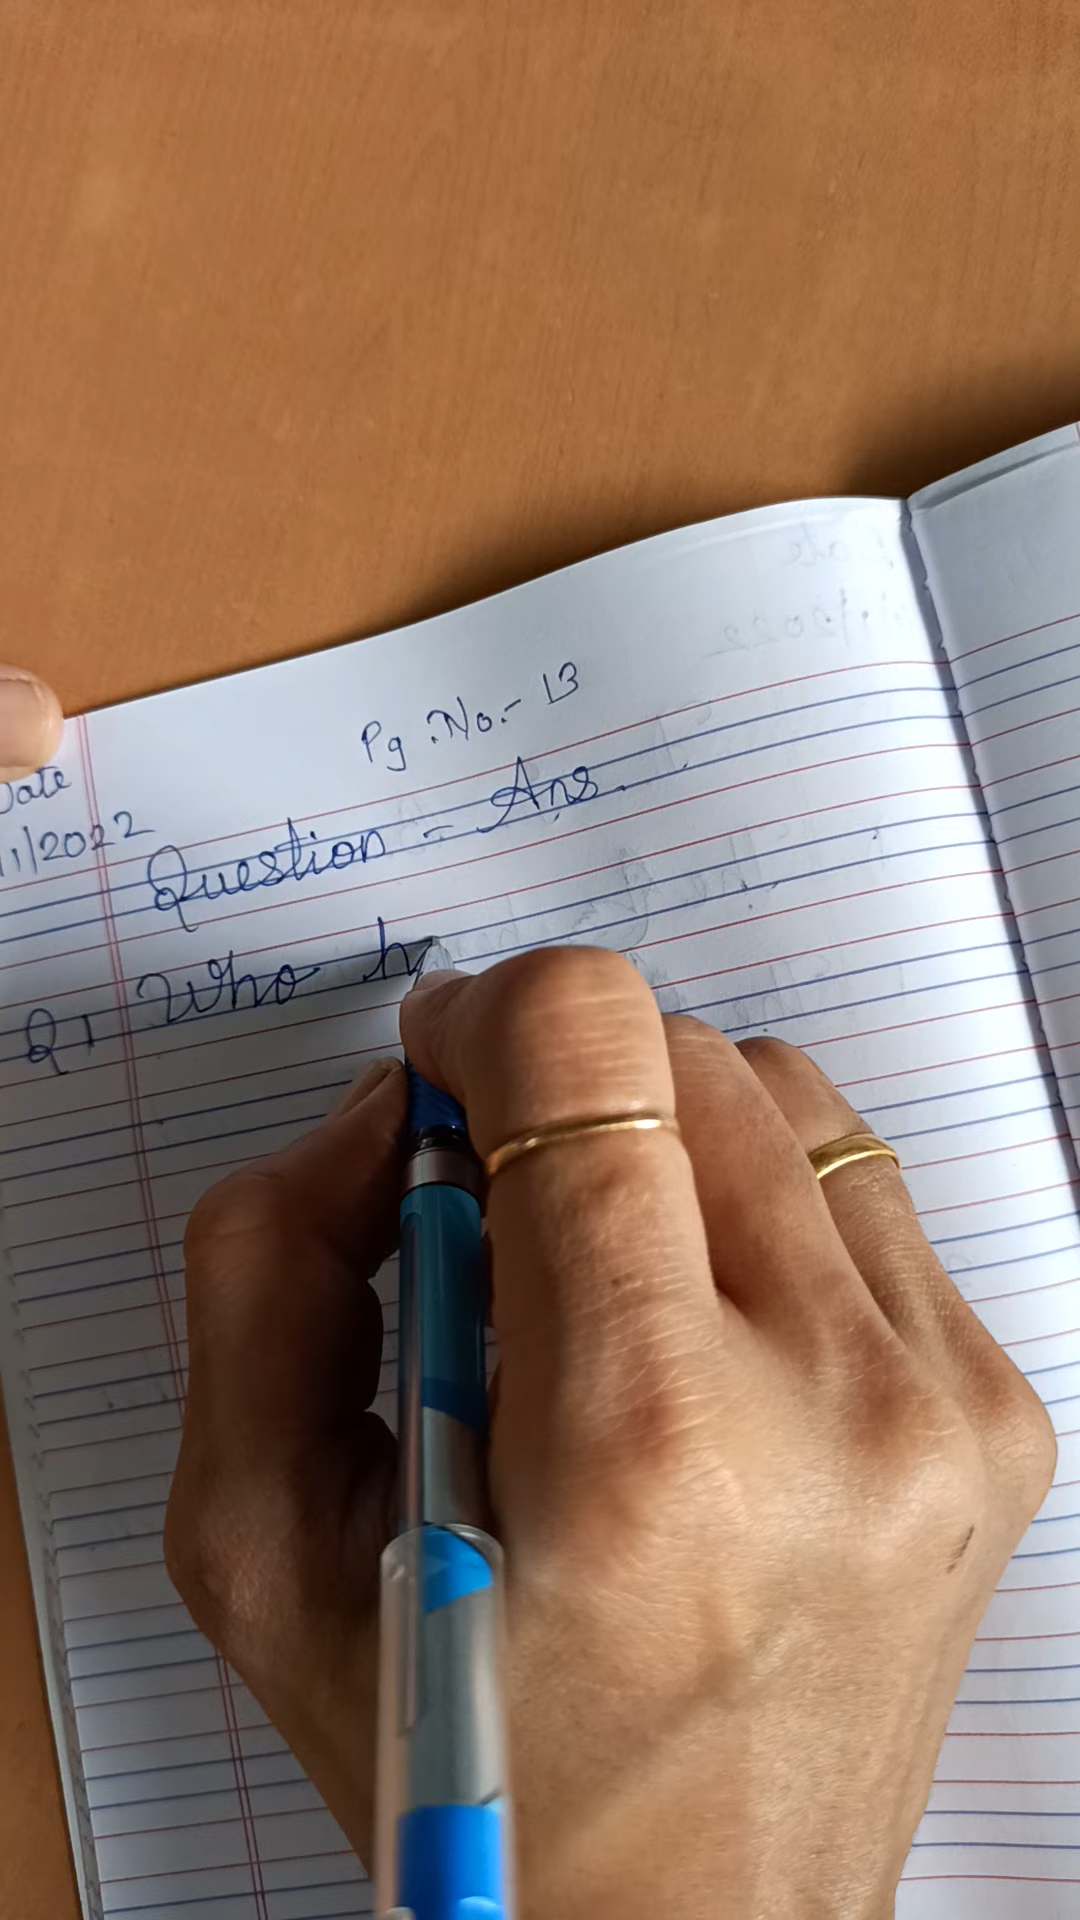 Pg.No.- 13
Date
1/2022
Question - Ans.
Q1 Who h